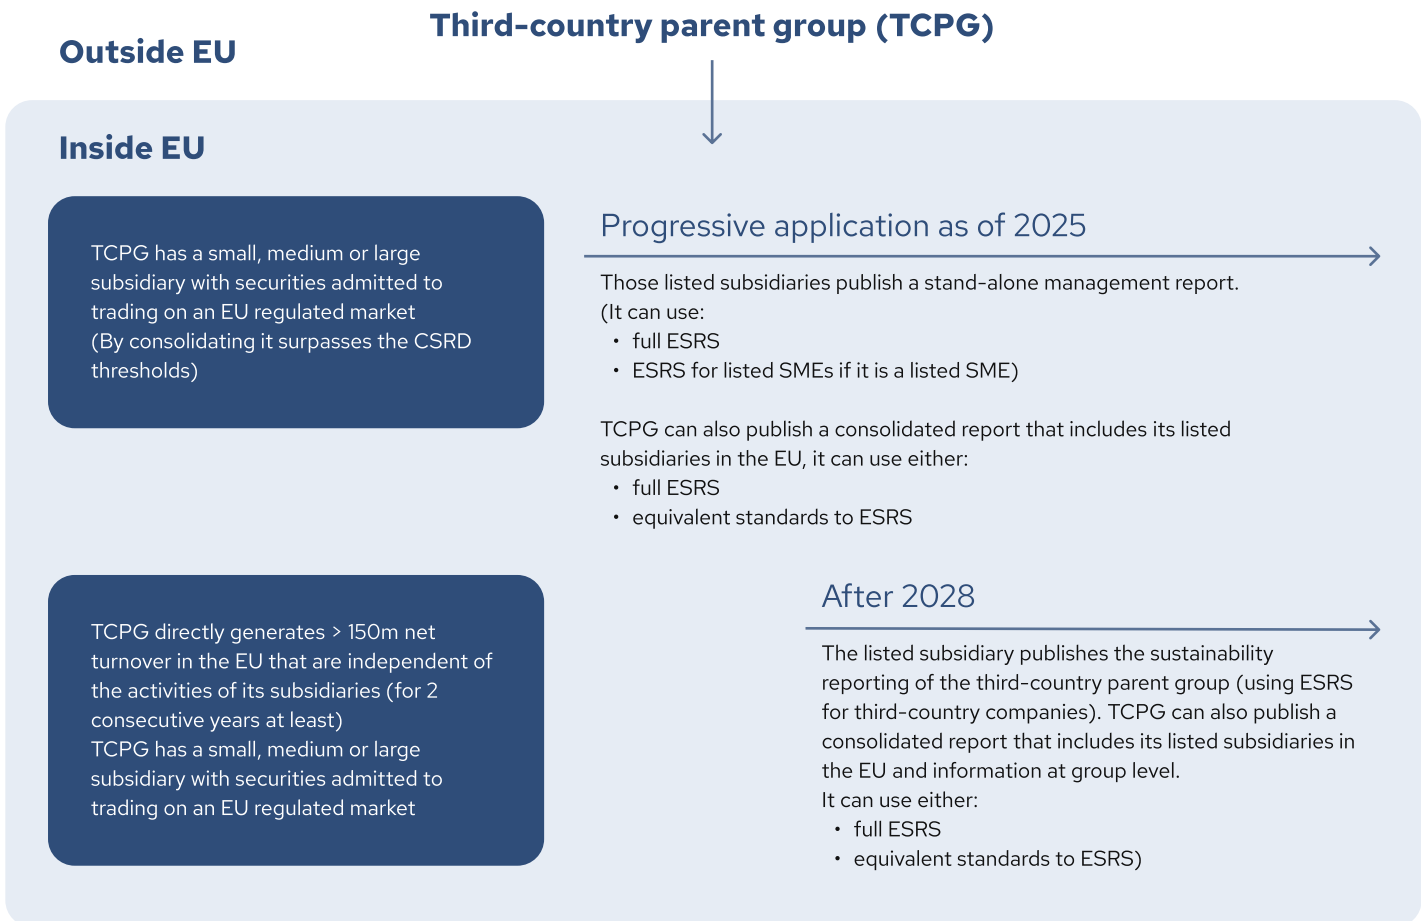 Third-country parent group (TCPG)
Outside EU
Inside EU
TCPG has a small, medium or large
subsidiary with securities admitted to
trading on an EU regulated market
(By consolidating it surpasses the CSRD
thresholds)
Progressive application as of 2025
Those listed subsidiaries publish a stand-alone management report.
(It can use:
• full ESRS
• ESRS for listed SMEs if it is a listed SME)
TCPG can also publish a consolidated report that includes its listed
subsidiaries in the EU, it can use either:
• full ESRS
• equivalent standards to ESRS
TCPG directly generates > 150m net
turnover in the EU that are independent of
the activities of its subsidiaries (for 2
consecutive years at least)
TCPG has a small, medium or large
subsidiary with securities admitted to
trading on an EU regulated market
After 2028
The listed subsidiary publishes the sustainability
reporting of the third-country parent group (using ESRS
for third-country companies). TCPG can also publish a
consolidated report that includes its listed subsidiaries in
the EU and information at group level.
It can use either:
• full ESRS
• equivalent standards to ESRS)